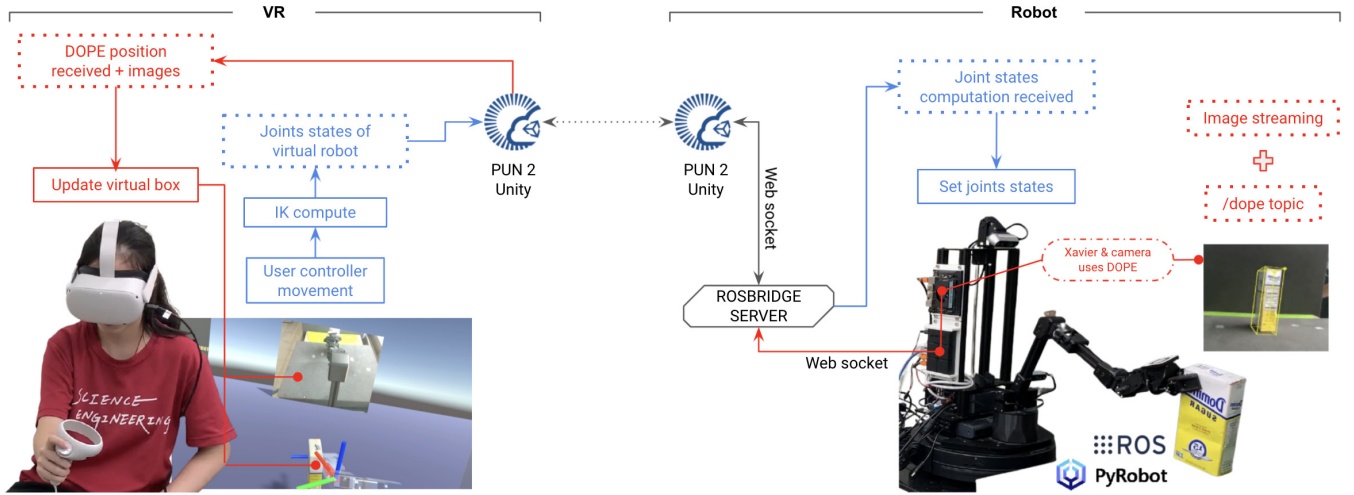 VR
Robot
DOPE position
received + images
Joints states of
virtual robot
Update virtual box
IK compute
User controller
movement
PUN 2
Unity
PUN 2
Unity
Web socket
ROSBRIDGE
SERVER
Web socket
Joint states
computation received
Set joints states
Image streaming
/dope topic
Xavier & camera
uses DOPE
SCIENCE
ENGINEERING
ROS
PyRobot